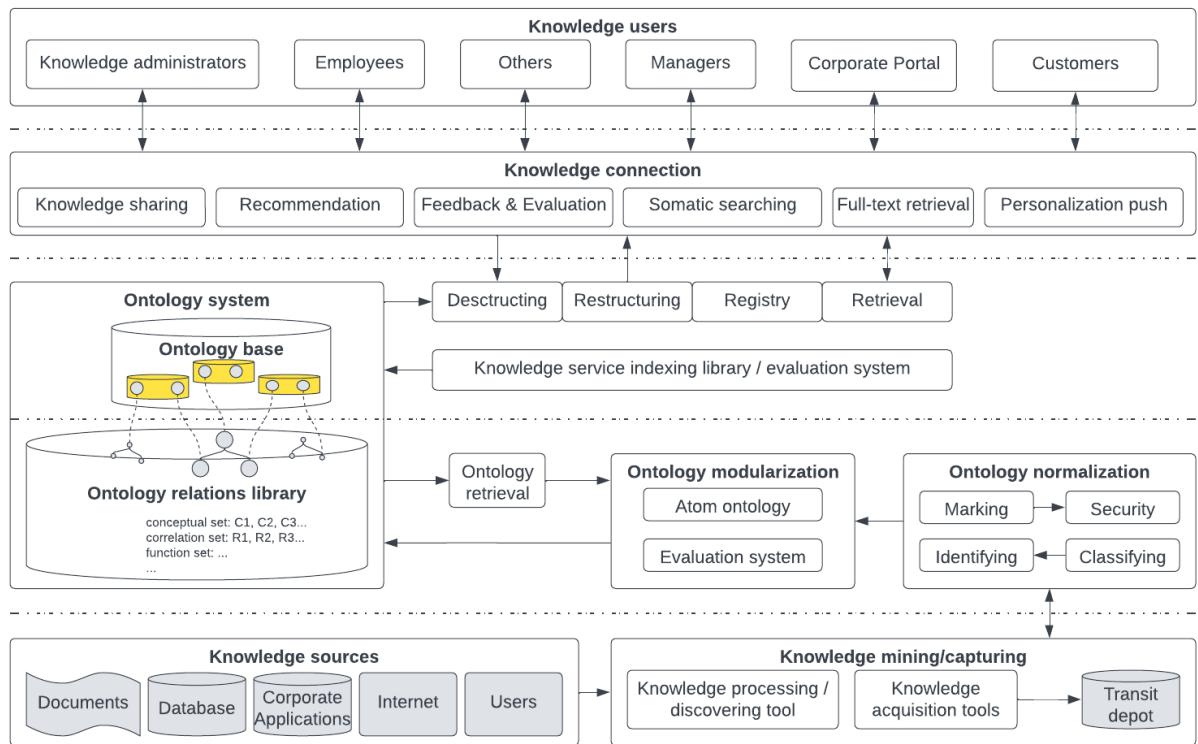 Knowledge users
Knowledge administrators
Employees
Others
Managers
Corporate Portal
Customers
Knowledge connection
Knowledge sharing
Recommendation
Feedback & Evaluation
Somatic searching
Full-text retrieval
Personalization push
Ontology system
Ontology base
Desctructing
Restructuring
Registry
Retrieval
Knowledge service indexing library / evaluation system
Ontology relations library
conceptual set: C1, C2, C3...
correlation set: R1, R2, R3...
function set: ...
...
Ontology
retrieval
Ontology modularization
Atom ontology
Evaluation system
Ontology normalization
Marking
Security
Identifying
Classifying
Knowledge sources
Documents
Database
Corporate
Applications
Internet
Users
Knowledge mining/capturing
Knowledge processing /
discovering tool
Knowledge
acquisition tools
Transit
depot